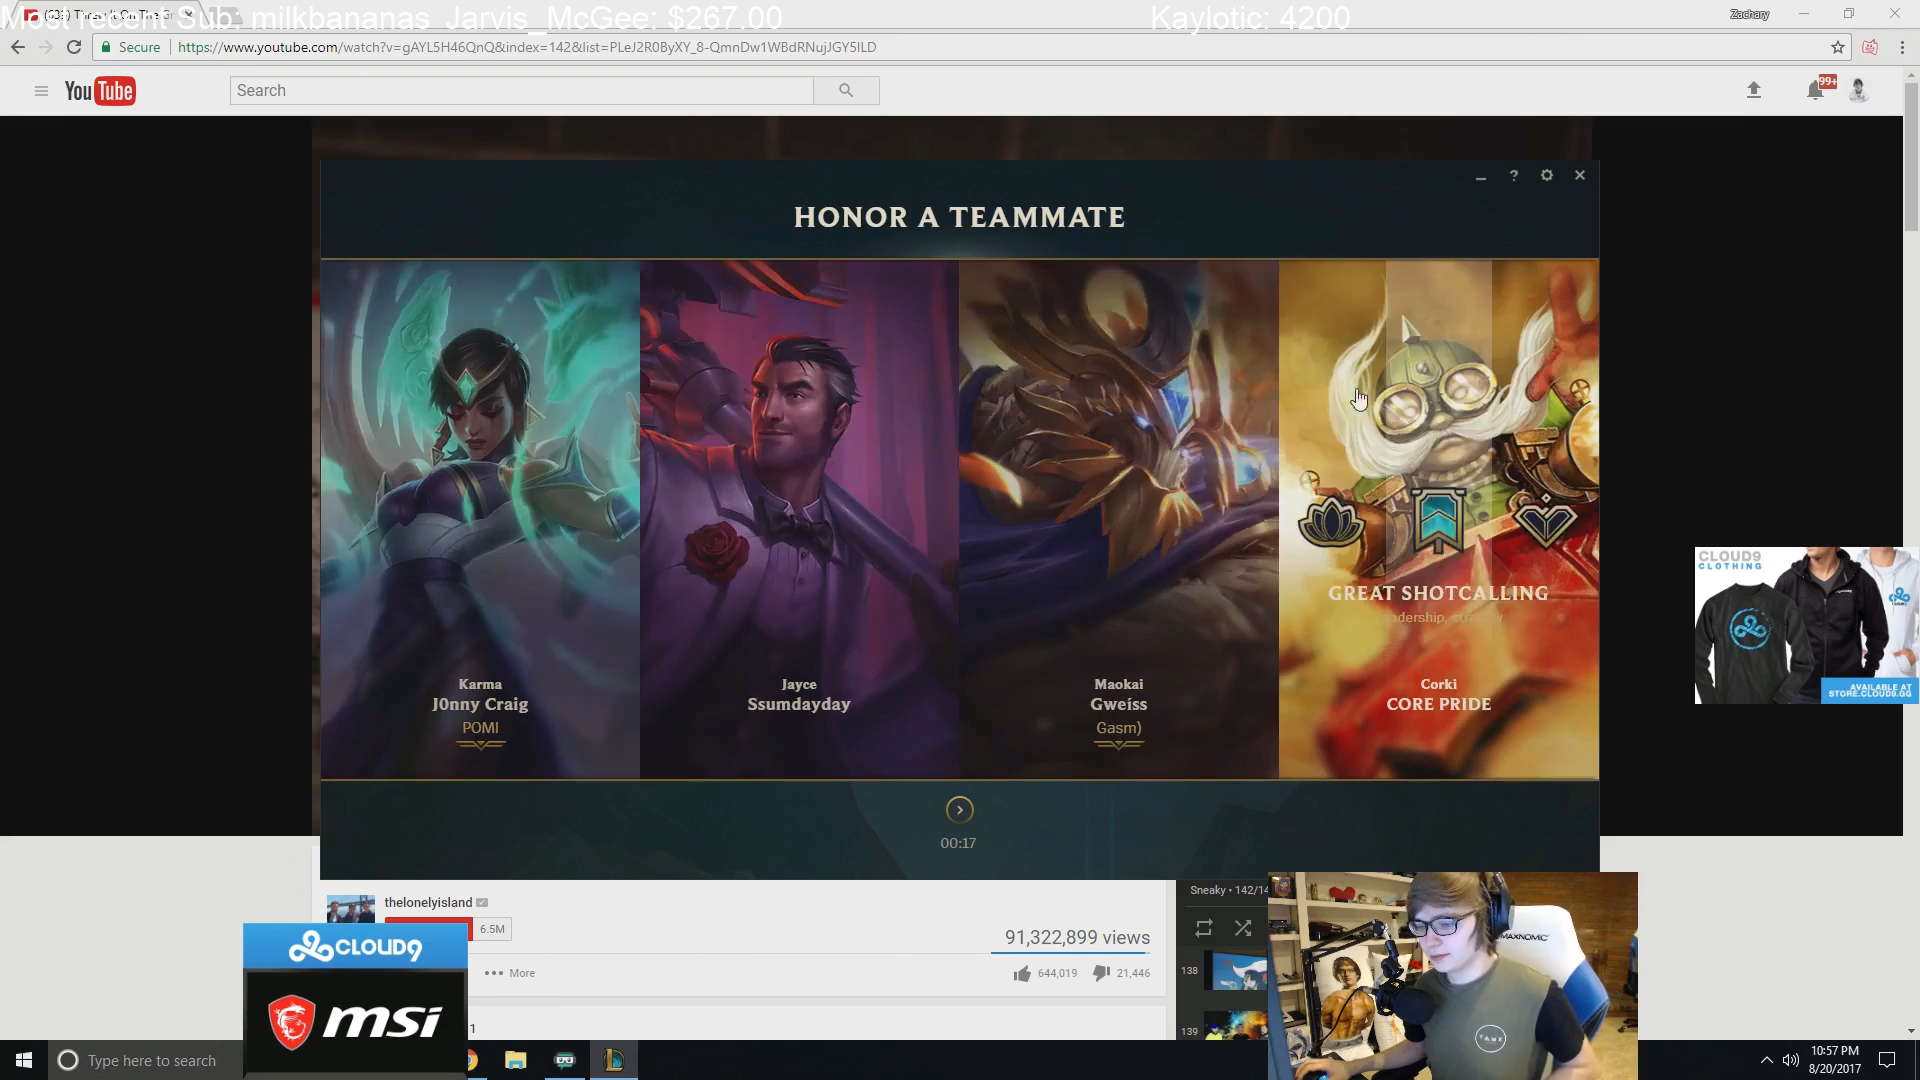 Most recent Sub: milkbananas Jarvis_McGee: $267.00
Kaylotic: 4200
Zachary
Secure
https://www.youtube.com/watch?v=gAYL5H46QnQ&index=142&list=PLeJ2R0ByXY_8-QmnDw1WBdRNujJGY5ILD
YouTube
Search
99+
HONOR A TEAMMATE
?
GREAT SHOTCALLING
Karma
J0nny Craig
POMI
Jayce
Ssumdayday
Maokai
Gweiss
Gasm)
Corki
CORE PRIDE
00:17
CLOUD9
CLOTHING
AVAILABLE AT
STORE.CLOUD9.GG
thelonelyisland
6.5M
91,322,899 views
More
644,019
21,446
Sneaky • 142/14
138
139
CLOUD9
msi
1
MAXNOMIC
Type here to search
10:57 PM
8/20/2017